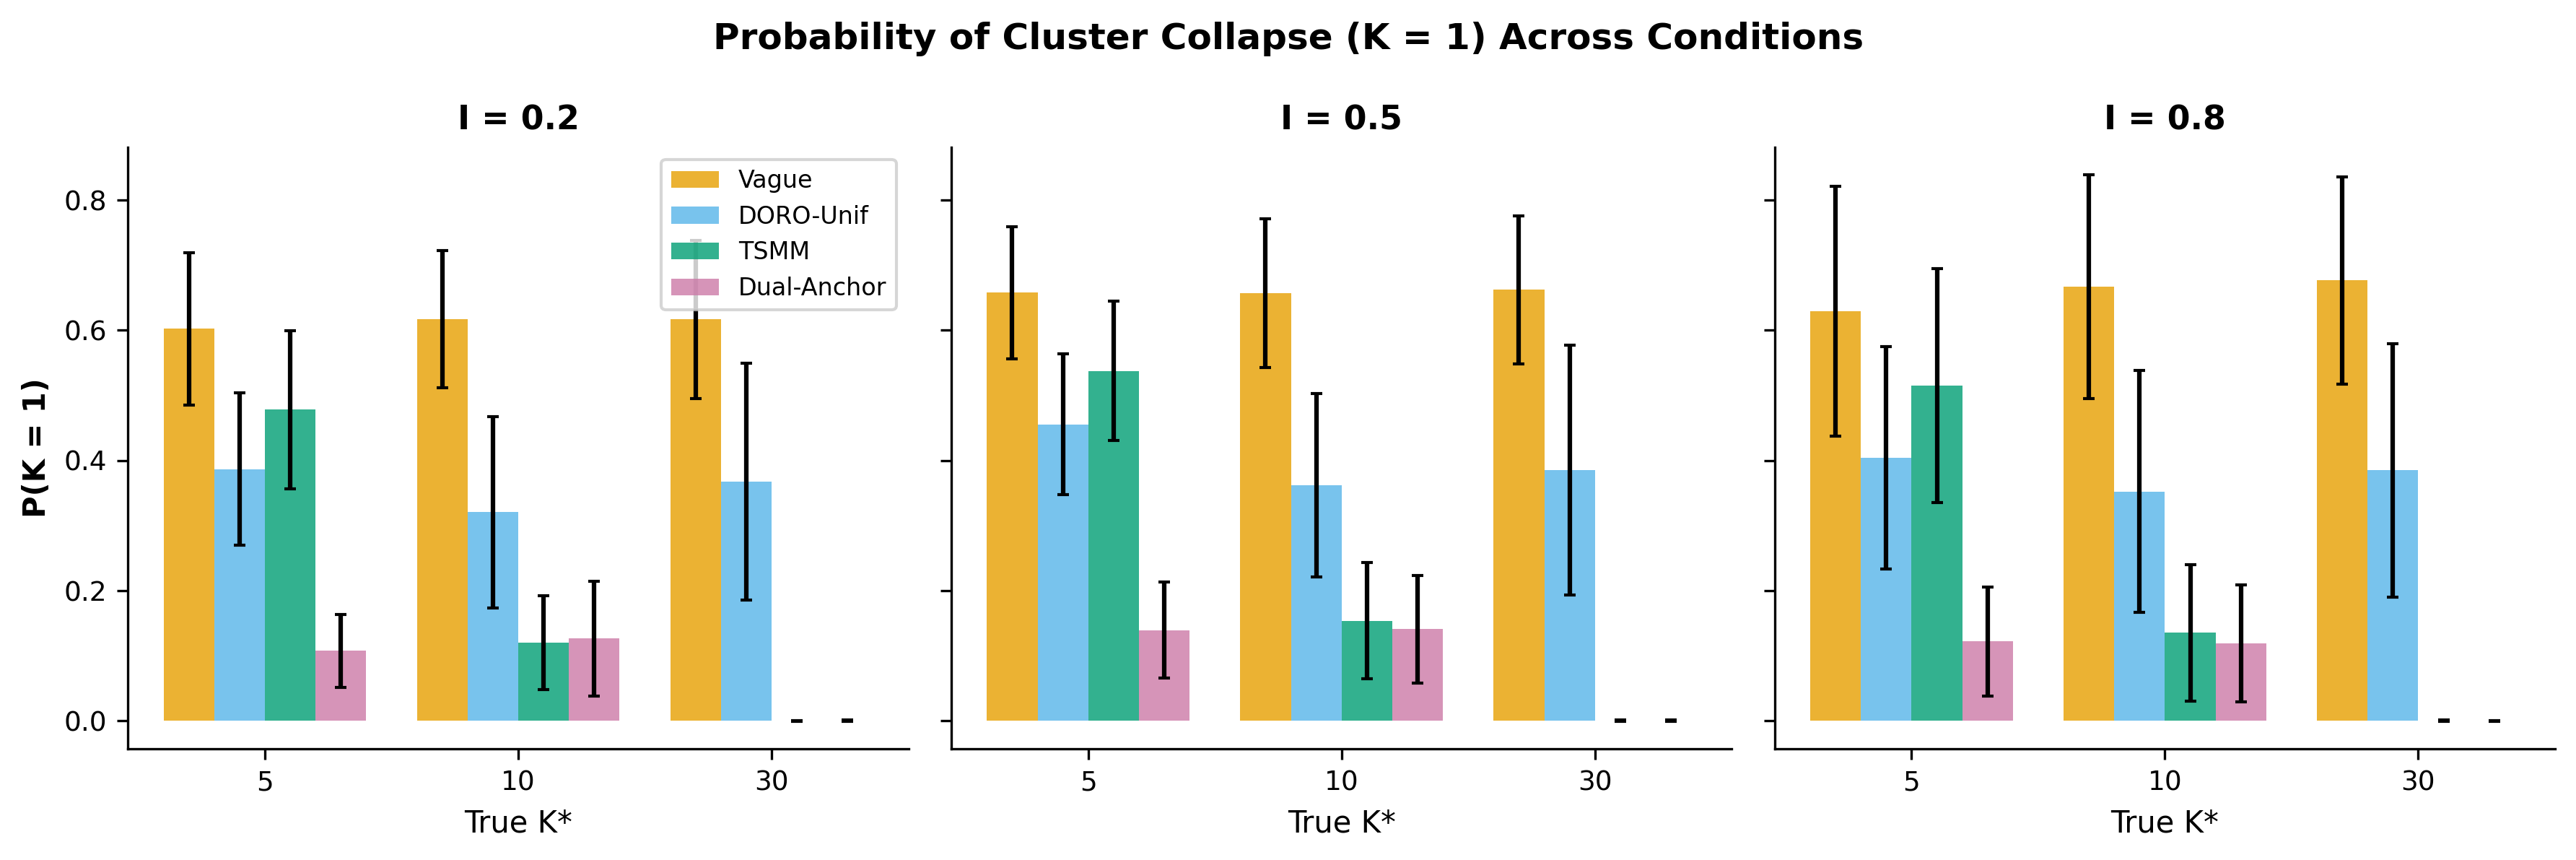 Probability of Cluster Collapse (K = 1) Across Conditions
I = 0.2
I = 0.5
I = 0.8
P(K = 1)
0.8
0.6
0.4
0.2
0.0
Vague
DORO-Unif
TSMM
Dual-Anchor
5 10 30
5 10 30
5 10 30
True K*
True K*
True K*